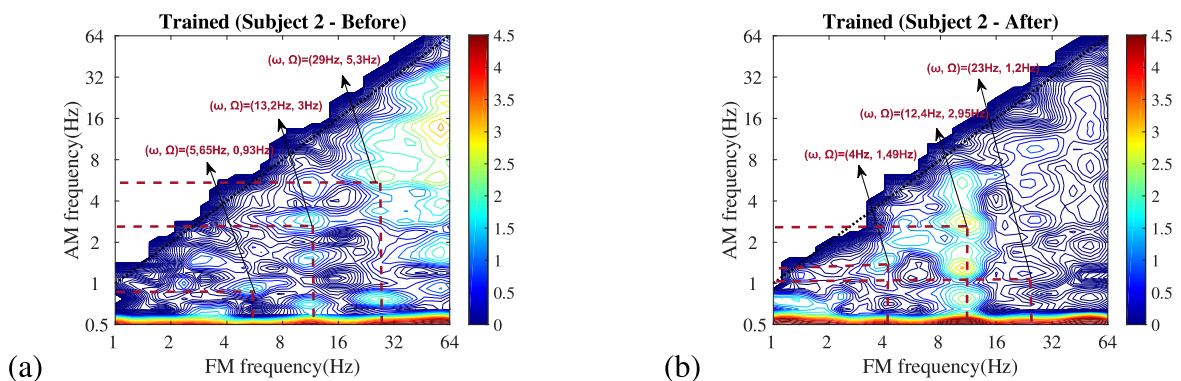 Trained (Subject 2 - Before)
64
32
16
8
4
2
1
0.5
AM frequency(Hz)
(ω, Ω)=(29Hz, 5,3Hz)
(ω, Ω)=(13,2Hz, 3Hz)
(ω, Ω)=(5,65Hz, 0,93Hz)
1 2 4 8 16 32 64
FM frequency(Hz)
4.5
4
3.5
3
2.5
2
1.5
1
0.5
0
(a)
Trained (Subject 2 - After)
64
32
16
8
4
2
1
0.5
AM frequency(Hz)
(ω, Ω)=(23Hz, 1,2Hz)
(ω, Ω)=(12,4Hz, 2,95Hz)
(ω, Ω)=(4Hz, 1,49Hz)
1 2 4 8 16 32 64
FM frequency(Hz)
4.5
4
3.5
3
2.5
2
1.5
1
0.5
0
(b)